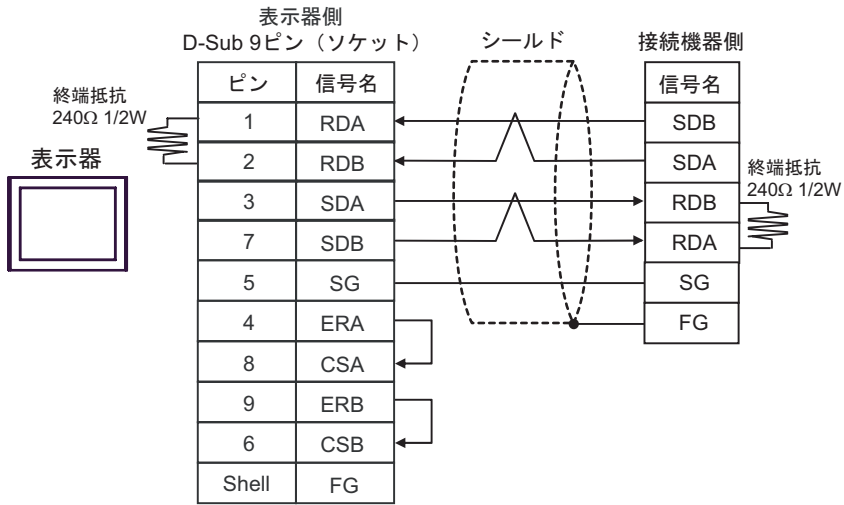 表示器側
D-Sub 9ピン（ソケット）
シールド
接続機器側
終端抵抗
240Ω 1/2W
表示器
ピン 信号名
1 RDA
2 RDB
3 SDA
7 SDB
5 SG
4 ERA
8 CSA
9 ERB
6 CSB
Shell FG
信号名
SDB
SDA
RDB
RDA
SG
FG
終端抵抗
240Ω 1/2W